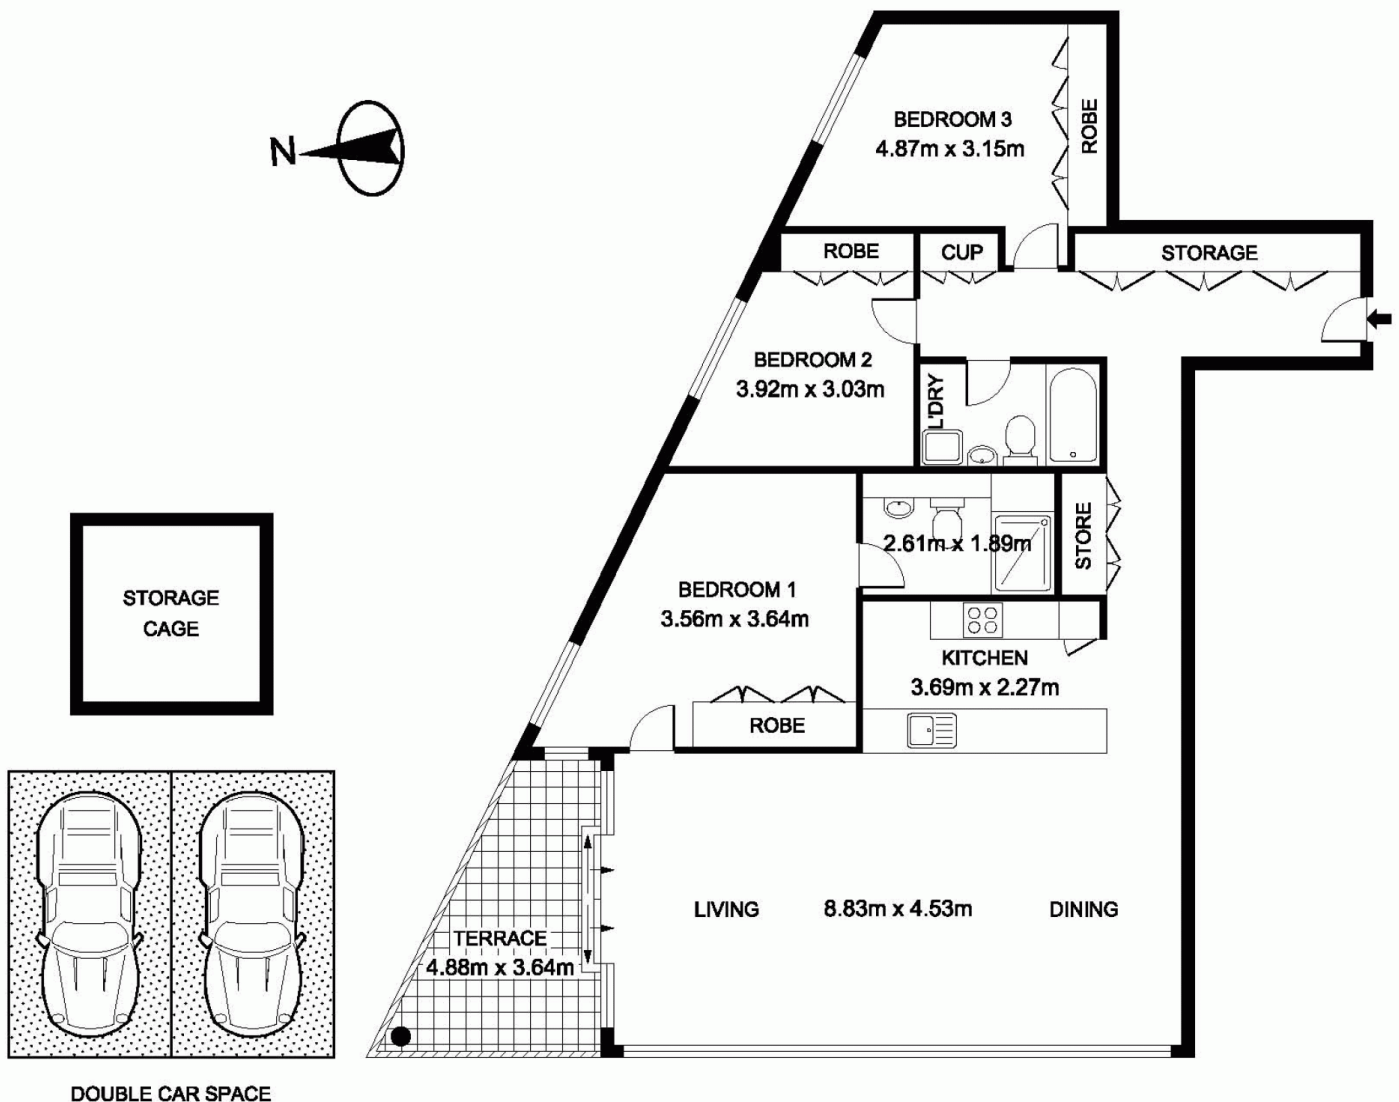 BEDROOM 3
4.87m x 3.15m
ROBE
N
ROBE
CUP
STORAGE
BEDROOM 2
3.92m x 3.03m
L'DRY
STORE
2.61m x 1.89m
BEDROOM 1
3.56m x 3.64m
STORAGE
CAGE
KITCHEN
3.69m x 2.27m
ROBE
LIVING
8.83m x 4.53m
DINING
TERRACE
4.88m x 3.64m
DOUBLE CAR SPACE